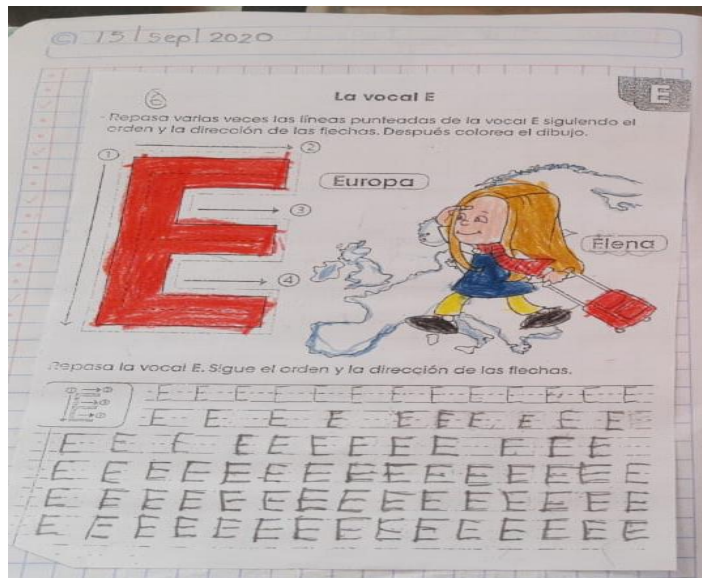 © 15 | sep | 2020
6
La vocal E
E
- Repasa varias veces las líneas punteadas de la vocal E siguiendo el
orden y la dirección de las flechas. Después colorea el dibujo.
1 2
Europa
3
Elena
4
E
Repasa la vocal E. Sigue el orden y la dirección de las flechas.
E E E E E E E E E E E E E
E E E E E E E E E E E
E E E E E E E E E E E E
E E E E E E E E E E E E E E E E
E E E E E E E E E E E E E E E E
E E E E E E E E E E E E E E E